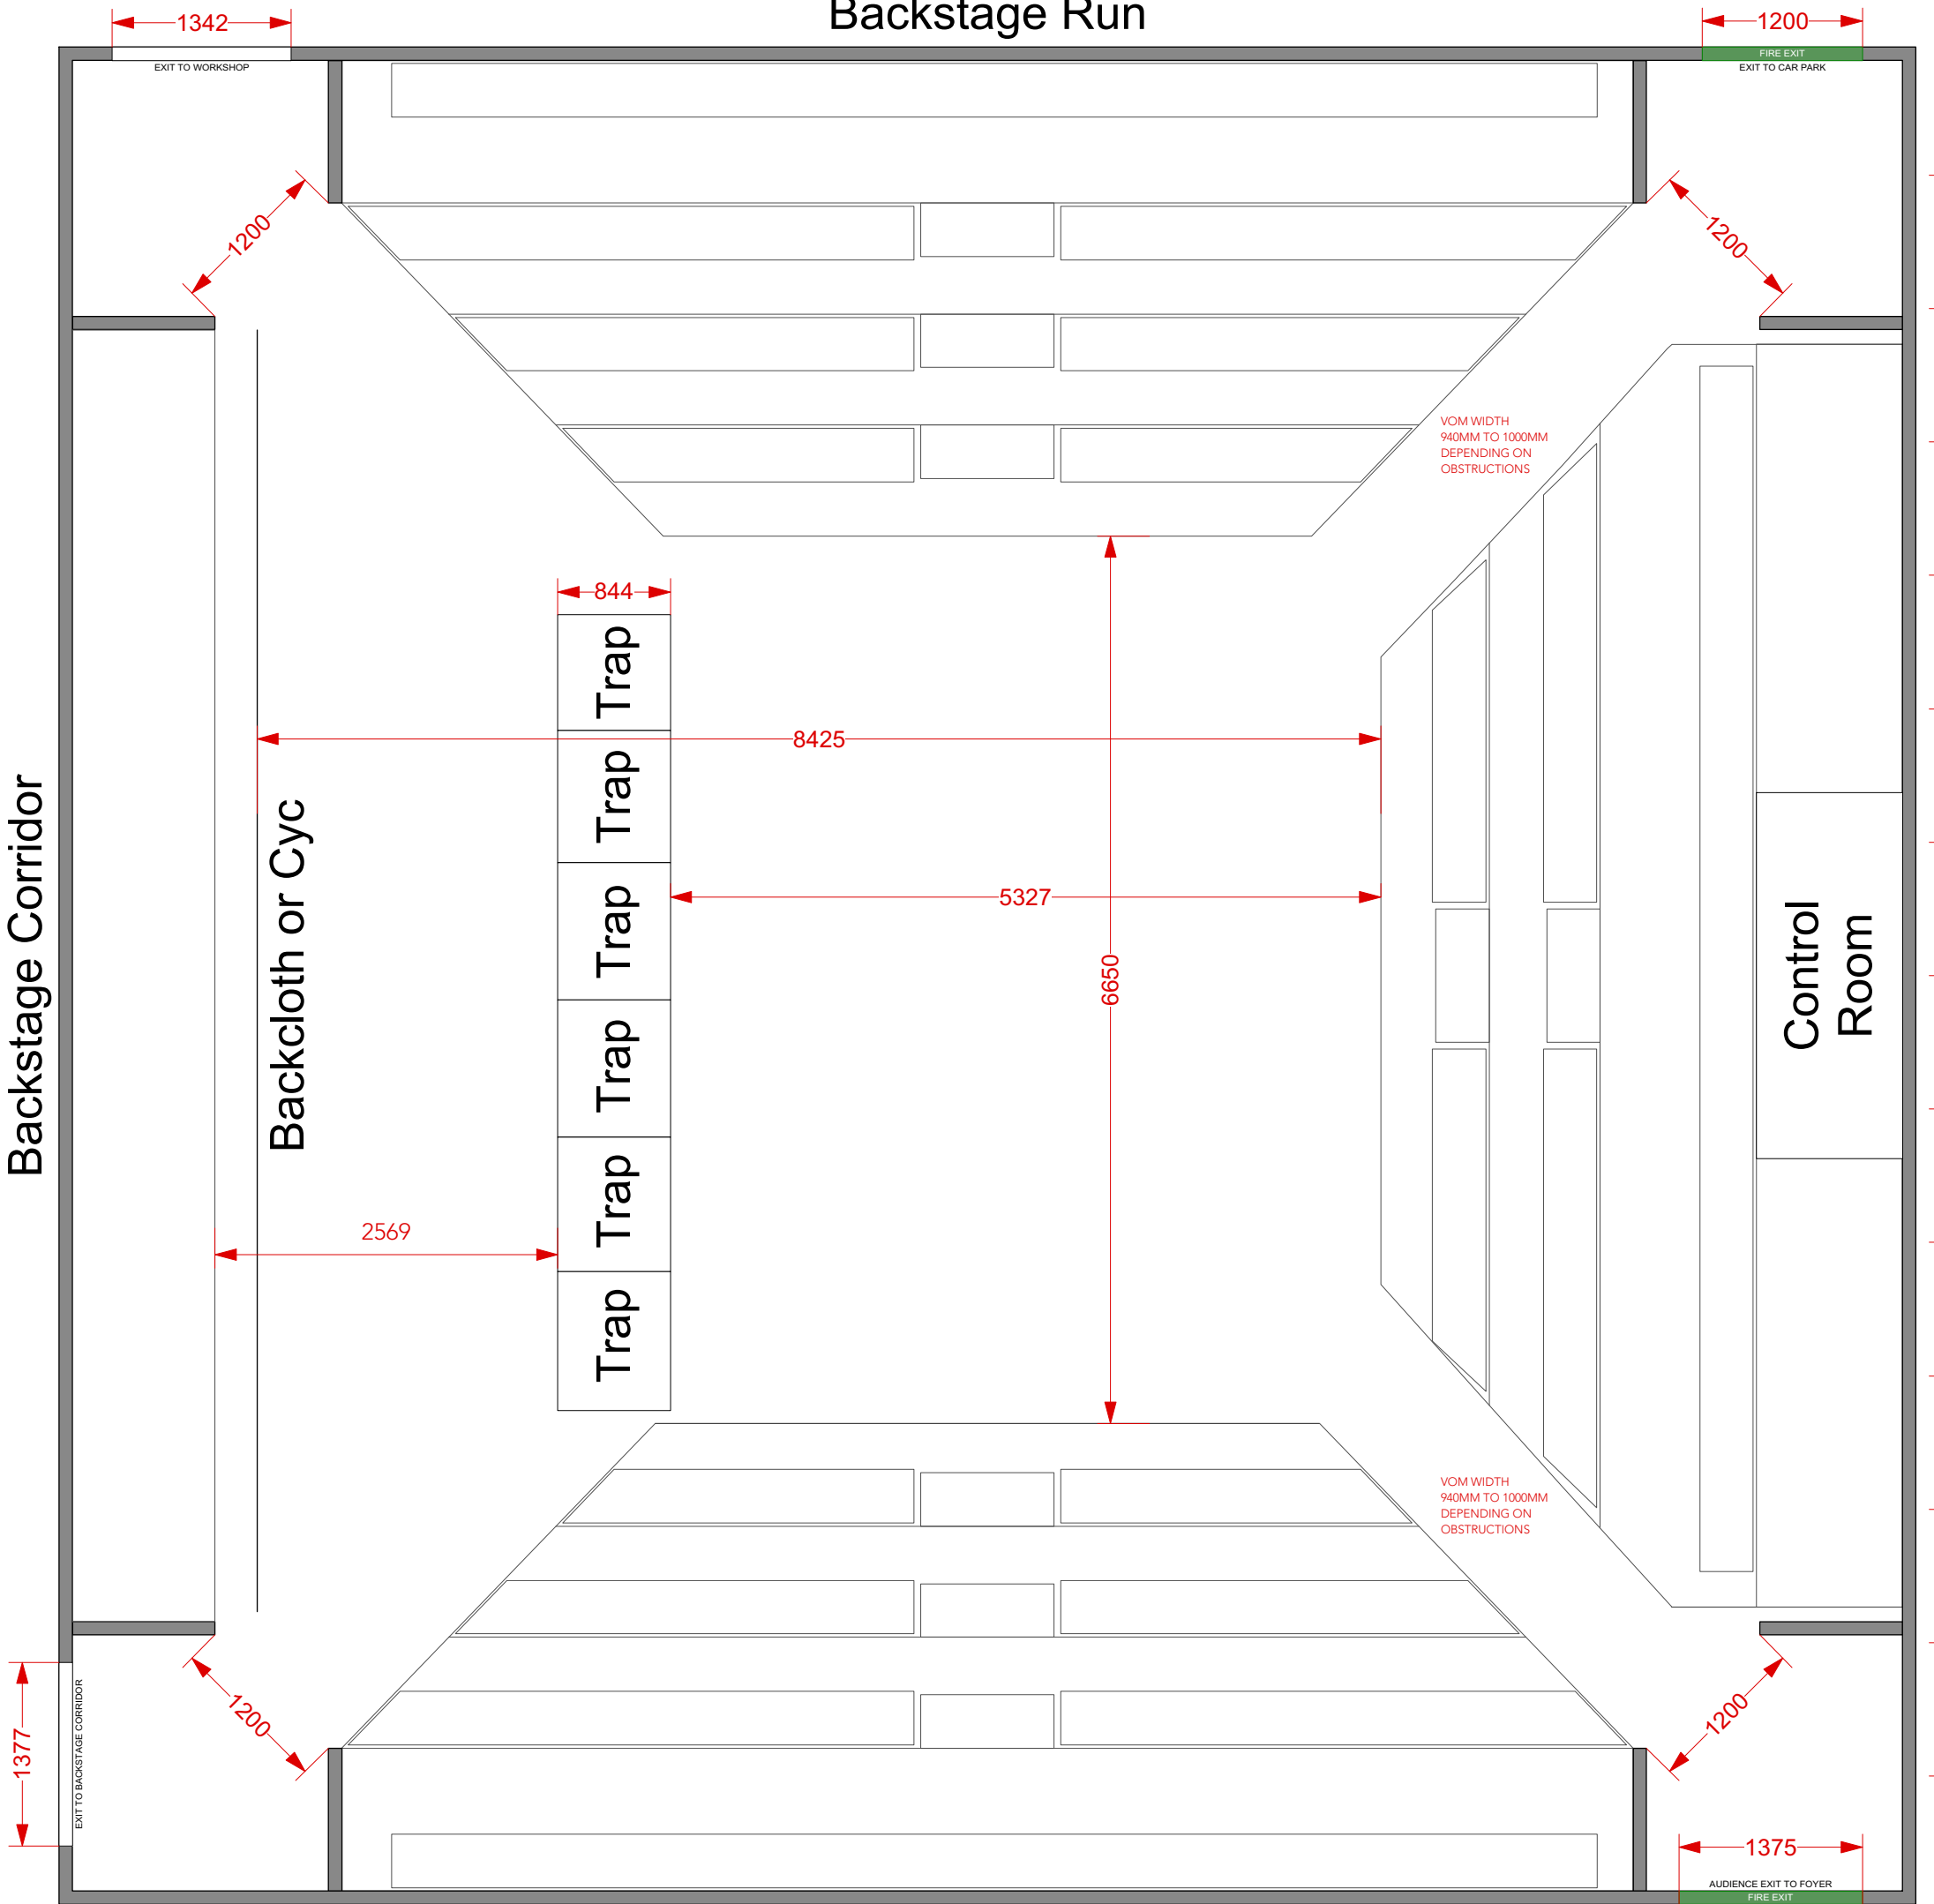 Backstage Run
1342
1200
FIRE EXIT
EXIT TO WORKSHOP
EXIT TO CAR PARK
1200
1200
VOM WIDTH
940MM TO 1000MM
DEPENDING ON
OBSTRUCTIONS
844
Trap
8425
Trap
Backstage Corridor
Backcloth or Cyc
Trap
5327
6650
Control
Room
Trap
Trap
2569
Trap
VOM WIDTH
940MM TO 1000MM
DEPENDING ON
OBSTRUCTIONS
1200
1200
1377
EXIT TO BACKSTAGE CORRIDOR
1375
AUDIENCE EXIT TO FOYER
FIRE EXIT